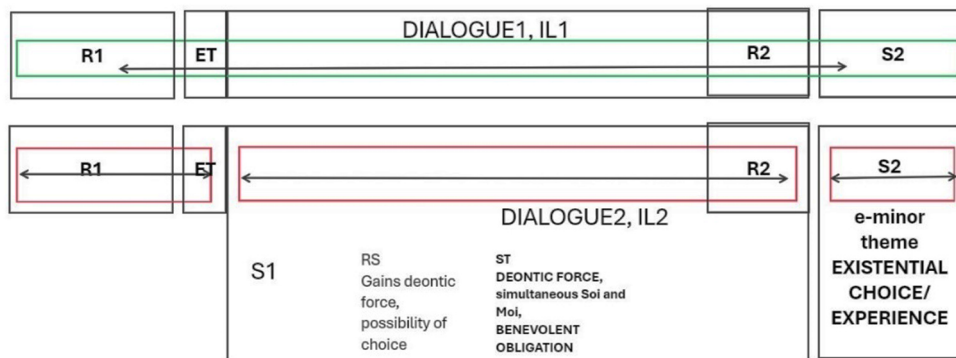 DIALOGUE1, IL1
R1 ET R2 S2
R1 ET R2 S2
DIALOGUE2, IL2
e-minor
theme
EXISTENTIAL
CHOICE/
EXPERIENCE
S1
RS
Gains deontic
force,
possibility of
choice
ST
DEONTIC FORCE,
simultaneous Soi and
Moi,
BENEVOLENT
OBLIGATION